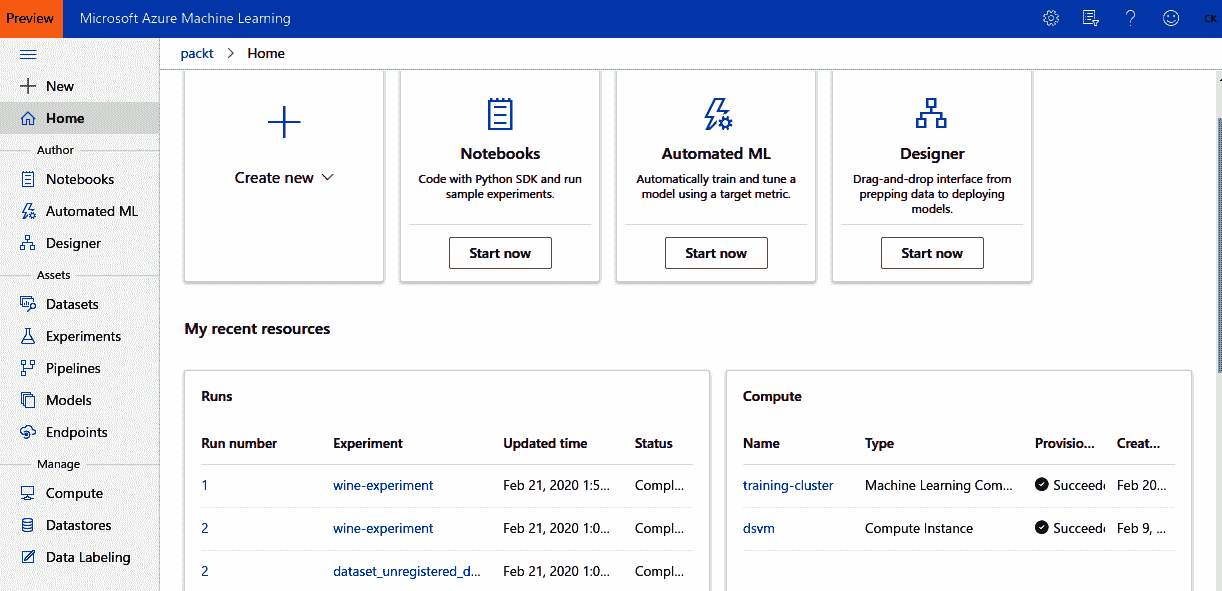 Preview
Microsoft Azure Machine Learning
?
CK
New
Home
Author
Notebooks
Automated ML
Designer
Assets
Datasets
Experiments
Pipelines
Models
Endpoints
Manage
Compute
Datastores
Data Labeling
packt > Home
Create new
Notebooks
Code with Python SDK and run
sample experiments.
Start now
Automated ML
Automatically train and tune a
model using a target metric.
Start now
Designer
Drag-and-drop interface from
prepping data to deploying
models.
Start now
My recent resources
Runs
Run number Experiment Updated time Status
1 wine-experiment Feb 21, 2020 1:5... Compl...
2 wine-experiment Feb 21, 2020 1:0... Compl...
2 dataset_unregistered_d... Feb 21, 2020 1:0... Compl...
Compute
Name Type Provisio... Creat...
training-cluster Machine Learning Com... Succeed Feb 20...
dsvm Compute Instance Succeed Feb 9, ...